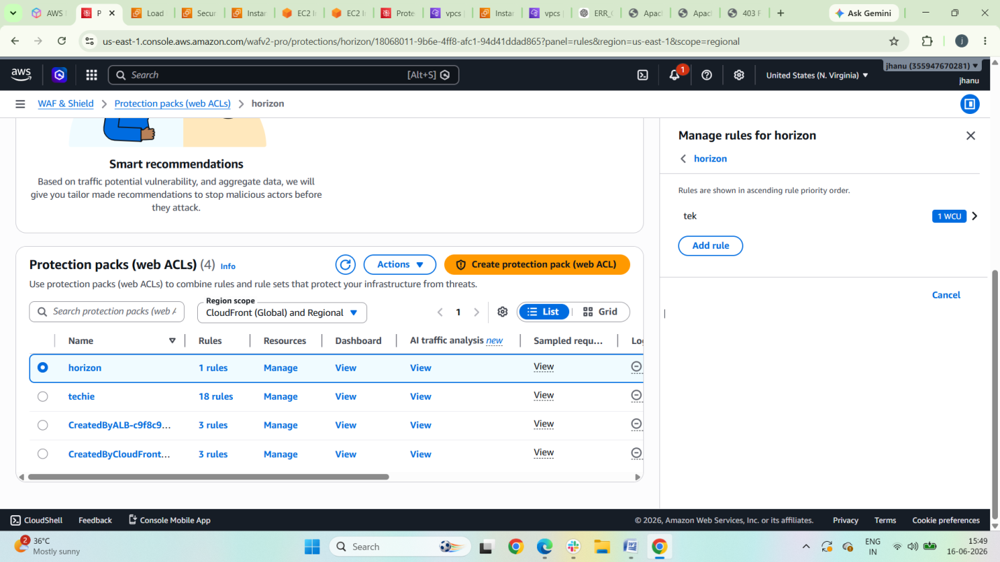 AWS
P
Load
Secur
Instar
EC2 I
EC2 I
Prote
vpcs
Instar
vpcs
ERR_
Apac
Apac
403 F
Ask Gemini
us-east-1.console.aws.amazon.com/wafv2-pro/protections/horizon/18068011-9b6e-4ff8-afc1-94d41ddad865?panel=rules&region=us-east-1&scope=regional
j
aws
Search
[Alt+S]
1
United States (N. Virginia)
jhanu (355947670281)
jhanu
WAF & Shield
Protection packs (web ACLs)
horizon
Smart recommendations
Based on traffic potential vulnerability, and aggregate data, we will
give you tailor made recommendations to stop malicious actors before
they attack.
Protection packs (web ACLs) (4) Info
Actions
Create protection pack (web ACL)
Use protection packs (web ACLs) to combine rules and rule sets that protect your infrastructure from threats.
Search protection packs (web A
Region scope
CloudFront (Global) and Regional
1
List
Grid
Name Rules Resources Dashboard AI traffic analysis new Sampled requ... Lo
horizon 1 rules Manage View View View
techie 18 rules Manage View View View
CreatedByALB-c9f8c9... 3 rules Manage View View View
CreatedByCloudFront... 3 rules Manage View View View
Manage rules for horizon
horizon
Rules are shown in ascending rule priority order.
tek
1 WCU
Add rule
Cancel
CloudShell
Feedback
Console Mobile App
© 2026, Amazon Web Services, Inc. or its affiliates.
Privacy
Terms
Cookie preferences
2
36°C
Mostly sunny
Search
ENG
IN
15:49
16-06-2026